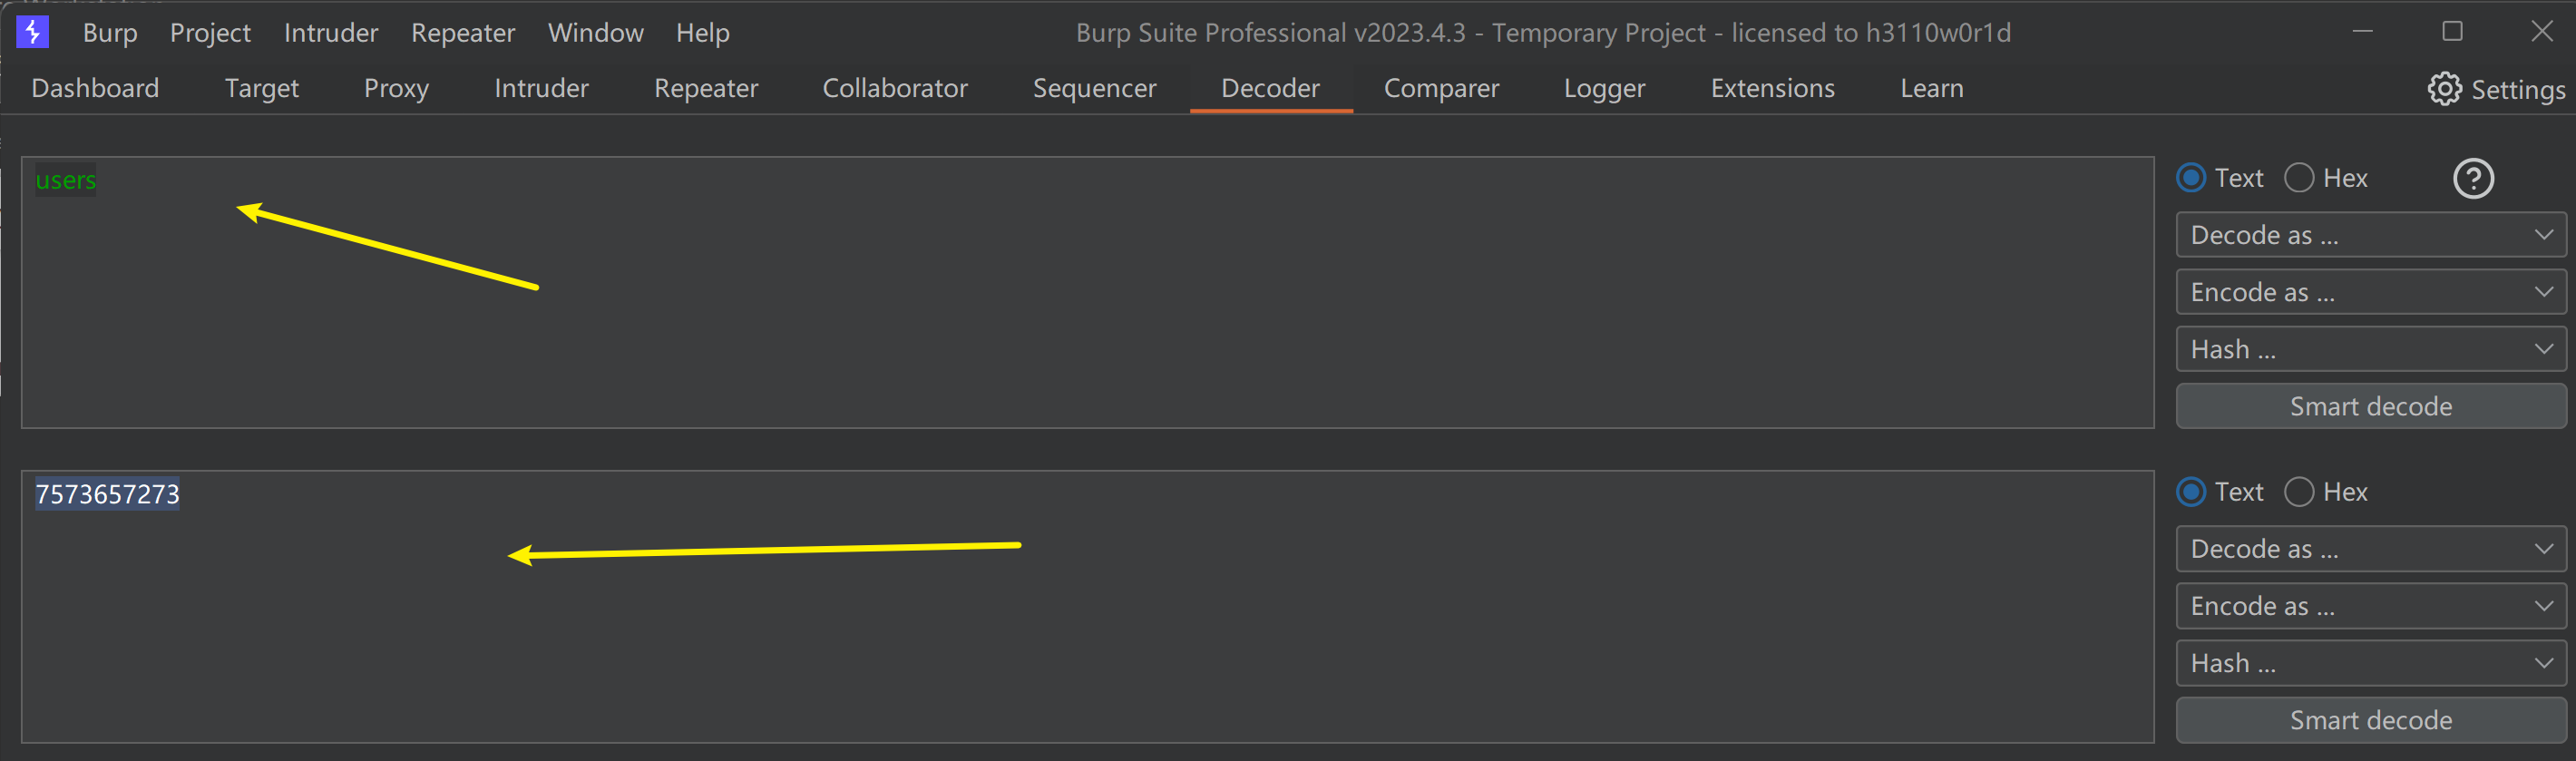 Burp Project Intruder Repeater Window Help Burp Suite Professional v2023.4.3 - Temporary Project - licensed to h3110w0r1d
Dashboard Target Proxy Intruder Repeater Collaborator Sequencer Decoder Comparer Logger Extensions Learn Settings
users
Text Hex ?
Decode as ...
Encode as ...
Hash ...
Smart decode
7573657273
Text Hex
Decode as ...
Encode as ...
Hash ...
Smart decode